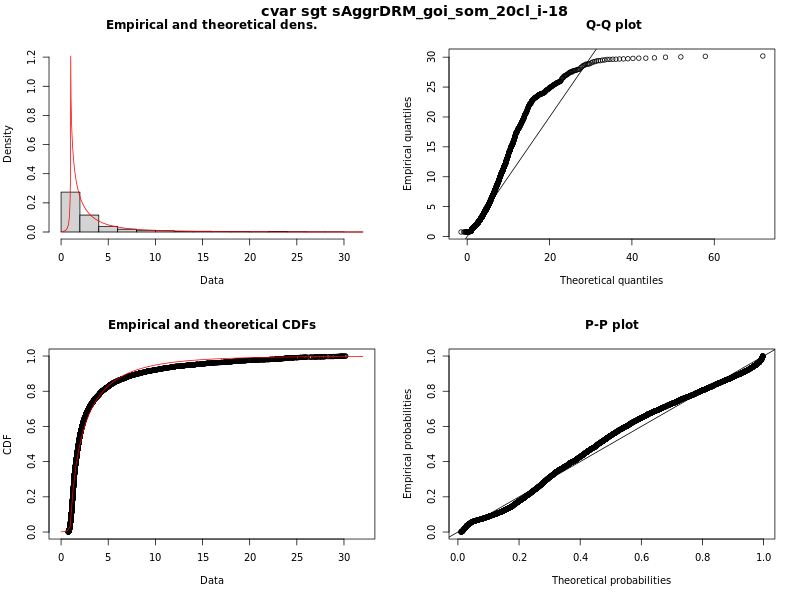 cvar sgt sAggrDRM_goi_som_20cl_i-18
Empirical and theoretical dens.
Density
0.0 0.2 0.4 0.6 0.8 1.0 1.2
0 5 10 15 20 25 30
Data
Q-Q plot
Empirical quantiles
0 5 10 15 20 25 30
0 20 40 60
Theoretical quantiles
Empirical and theoretical CDFs
CDF
0.0 0.2 0.4 0.6 0.8 1.0
0 5 10 15 20 25 30
Data
P-P plot
Empirical probabilities
0.0 0.2 0.4 0.6 0.8 1.0
0.0 0.2 0.4 0.6 0.8 1.0
Theoretical probabilities